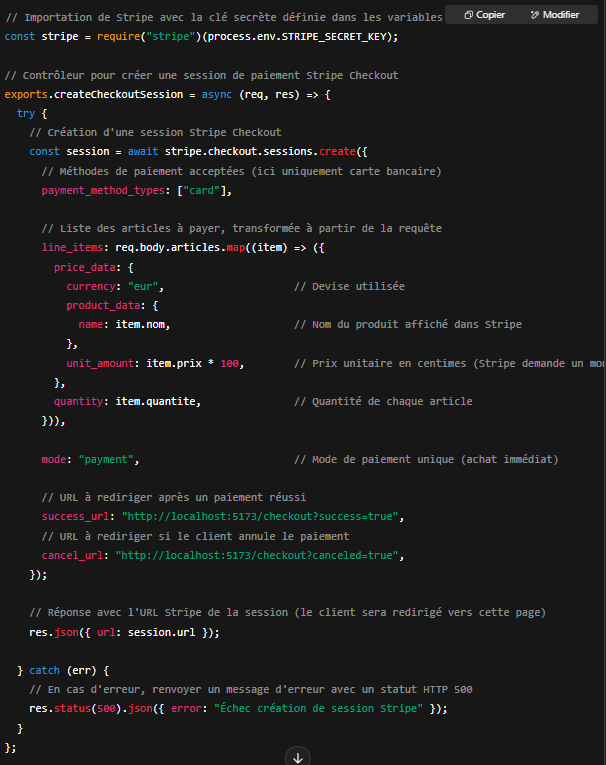 // Importation de Stripe avec la clé secrète définie dans les variables
Copier
Modifier
const stripe = require("stripe")(process.env.STRIPE_SECRET_KEY);
// Contrôleur pour créer une session de paiement Stripe Checkout
exports.createCheckoutSession = async (req, res) => {
try {
// Création d'une session Stripe Checkout
const session = await stripe.checkout.sessions.create({
// Méthodes de paiement acceptées (ici uniquement carte bancaire)
payment_method_types: ["card"],
// Liste des articles à payer, transformée à partir de la requête
line_items: req.body.articles.map((item) => ({
price_data: {
currency: "eur", // Devise utilisée
product_data: {
name: item.nom, // Nom du produit affiché dans Stripe
},
unit_amount: item.prix * 100, // Prix unitaire en centimes (Stripe demande un
},
quantity: item.quantite, // Quantité de chaque article
})),
mode: "payment", // Mode de paiement unique (achat immédiat)
// URL à rediriger après un paiement réussi
success_url: "http://localhost:5173/checkout?success=true",
// URL à rediriger si le client annule le paiement
cancel_url: "http://localhost:5173/checkout?canceled=true",
});
// Réponse avec l'URL Stripe de la session (le client sera redirigé vers cette page)
res.json({ url: session.url });
} catch (err) {
// En cas d'erreur, renvoyer un message d'erreur avec un statut HTTP 500
res.status(500).json({ error: "Échec création de session Stripe" });
}
};